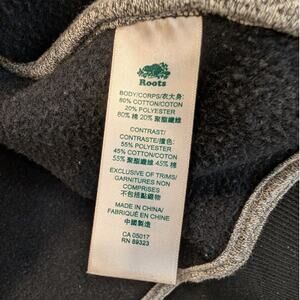 Roots
BODY/CORPS/衣大身:
80% COTTON/COTON
20% POLYESTER
80% 棉 20% 聚酯纖維
CONTRAST/
CONTRASTE/撞色:
55% POLYESTER
45% COTTON/COTON
55% 聚酯纖維 45% 棉
EXCLUSIVE OF TRIMS/
GARNITURES NON
COMPRISES
不包括點綴物
MADE IN CHINA/
FABRIQUÉ EN CHINE
中國製造
CA 05017
RN 89323